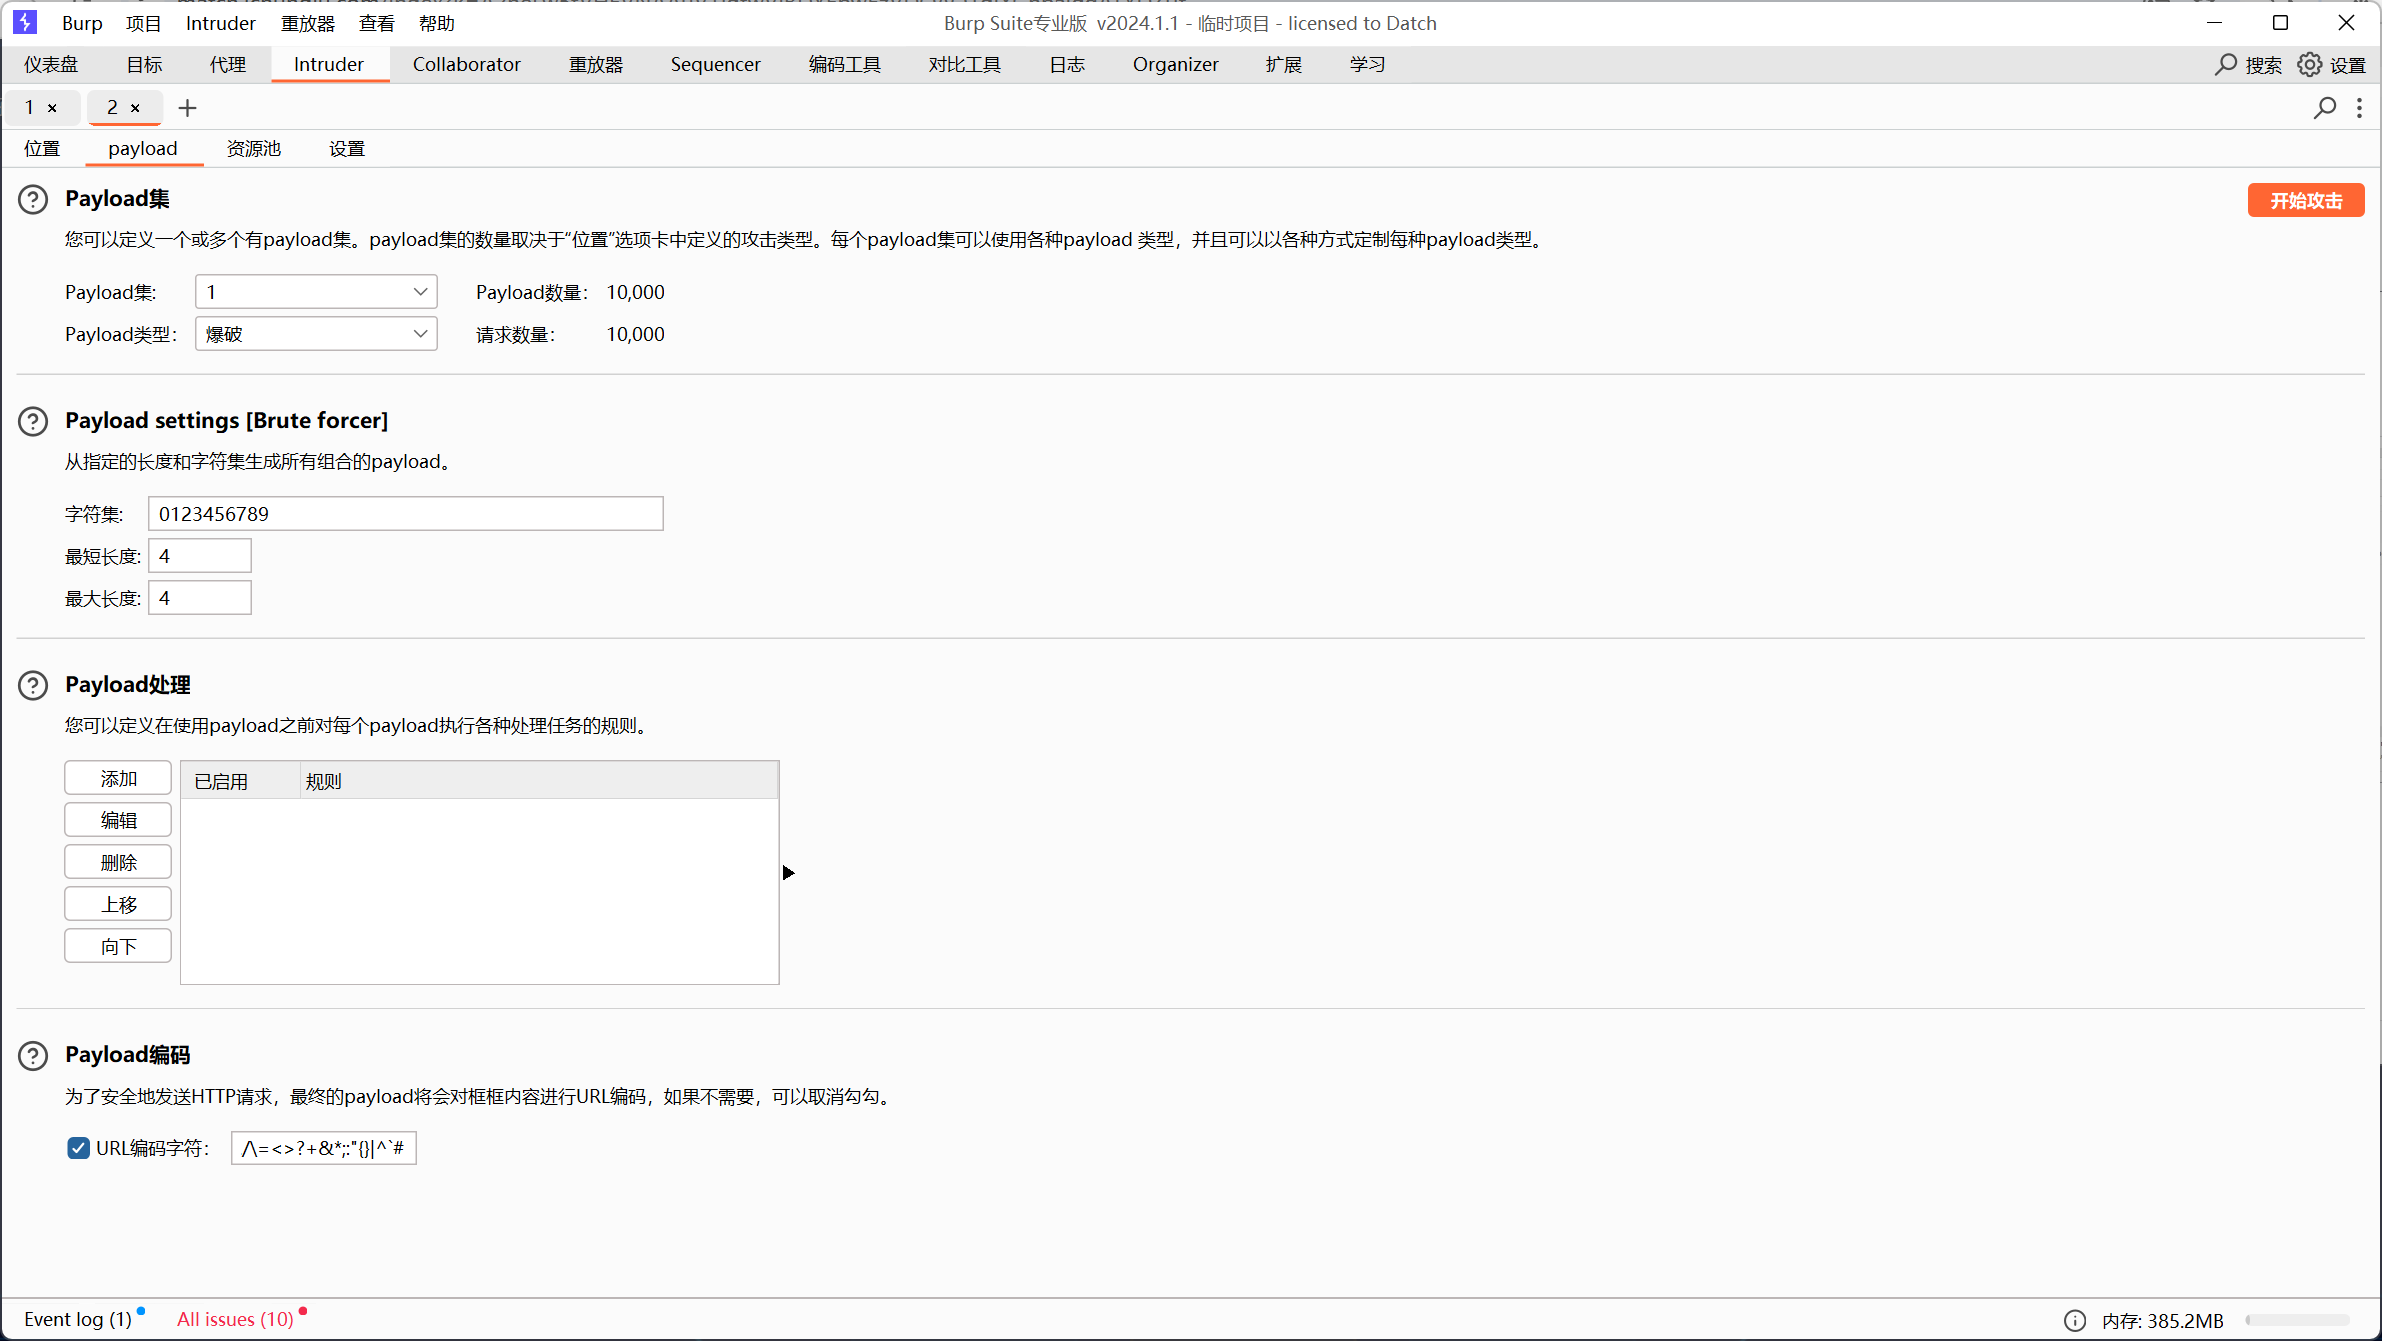 Burp 项目 Intruder 重放器 查看 帮助 Burp Suite专业版 v2024.1.1 - 临时项目 - licensed to Datch
仪表盘 目标 代理 Intruder Collaborator 重放器 Sequencer 编码工具 对比工具 日志 Organizer 扩展 学习 搜索 设置
1 × 2 × +
位置 payload 资源池 设置
Payload集 开始攻击
您可以定义一个或多个有payload集。payload集的数量取决于“位置”选项卡中定义的攻击类型。每个payload集可以使用各种payload 类型，并且可以以各种方式定制每种payload类型。
Payload集: 1 Payload数量： 10,000
Payload类型： 爆破 请求数量： 10,000
Payload settings [Brute forcer]
从指定的长度和字符集生成所有组合的payload。
字符集: 0123456789
最短长度: 4
最大长度: 4
Payload处理
您可以定义在使用payload之前对每个payload执行各种处理任务的规则。
添加 已启用 规则
编辑
删除
上移
向下
Payload编码
为了安全地发送HTTP请求，最终的payload将会对框框内容进行URL编码，如果不需要，可以取消勾勾。
URL编码字符： /\=<>?+&*;:"{}|^`#
Event log (1) All issues (10) 内存: 385.2MB